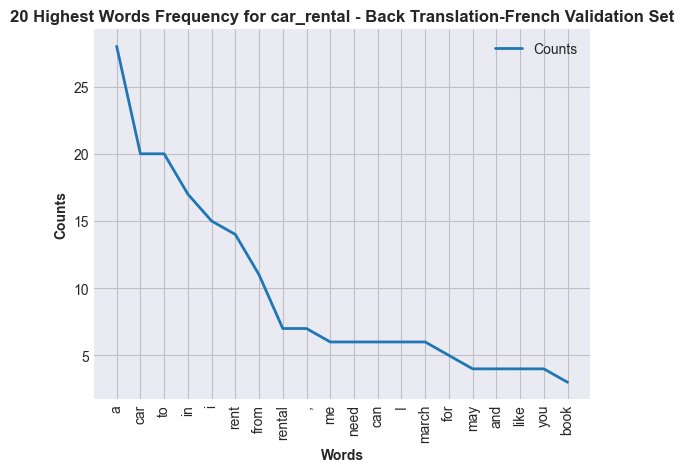 20 Highest Words Frequency for car_rental - Back Translation-French Validation Set
Counts
25
20
15
10
5
Counts
a
car
to
in
i
rent
from
rental
,
me
need
can
I
march
for
may
and
like
you
book
Words